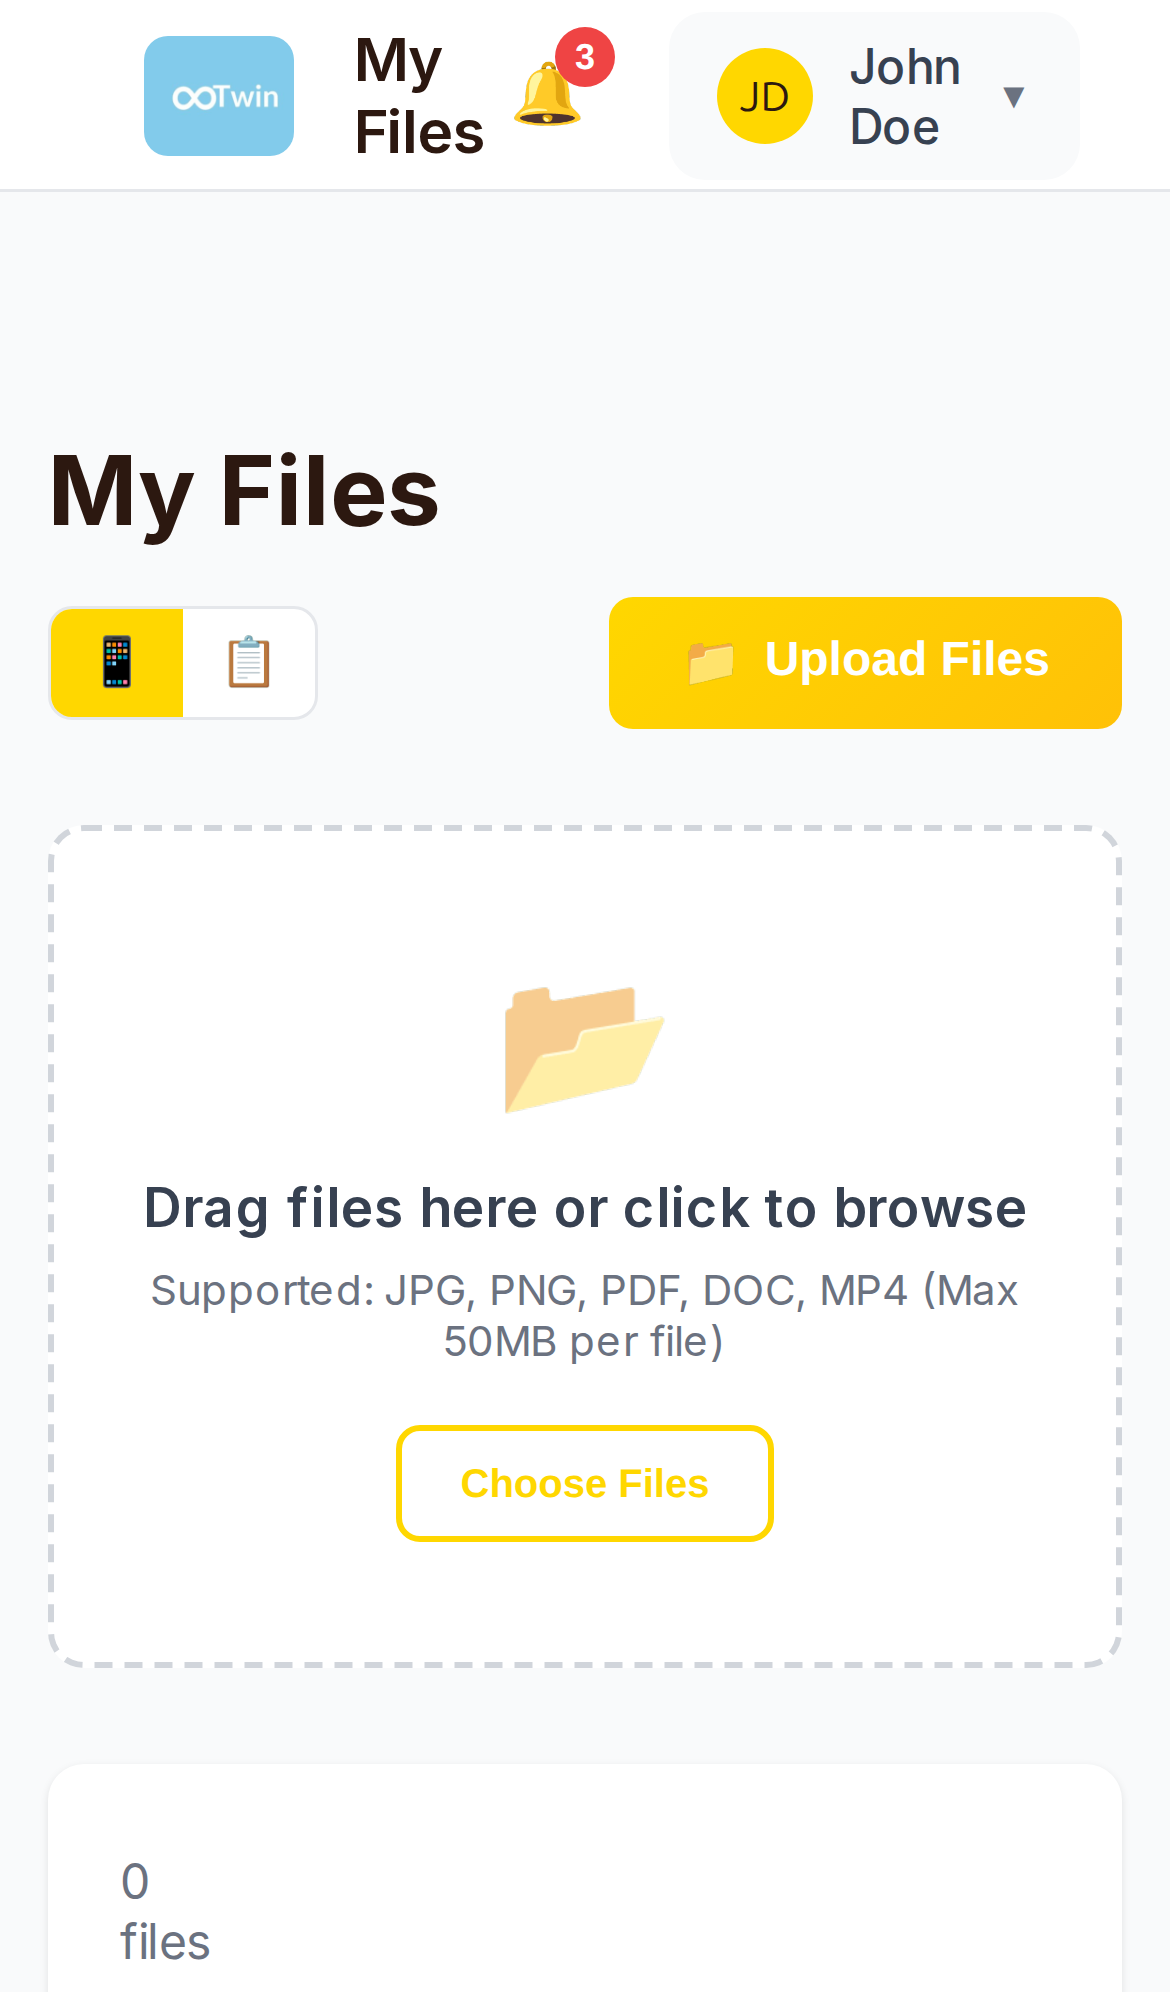 ∞Twin
My
Files
3
JD
John
Doe
▼
My Files
Upload Files
Drag files here or click to browse
Supported: JPG, PNG, PDF, DOC, MP4 (Max
50MB per file)
Choose Files
0
files